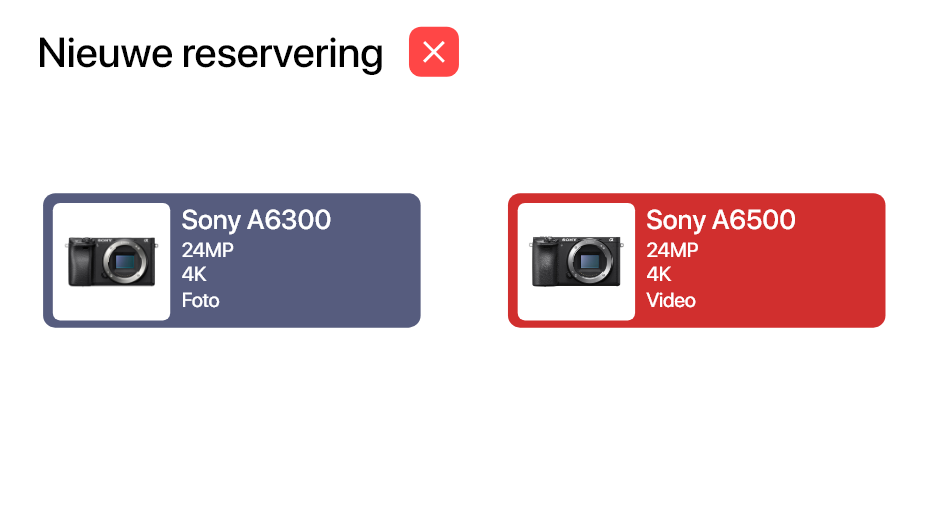 Nieuwe reservering
Sony A6300
24MP
4K
Foto
Sony A6500
24MP
4K
Video